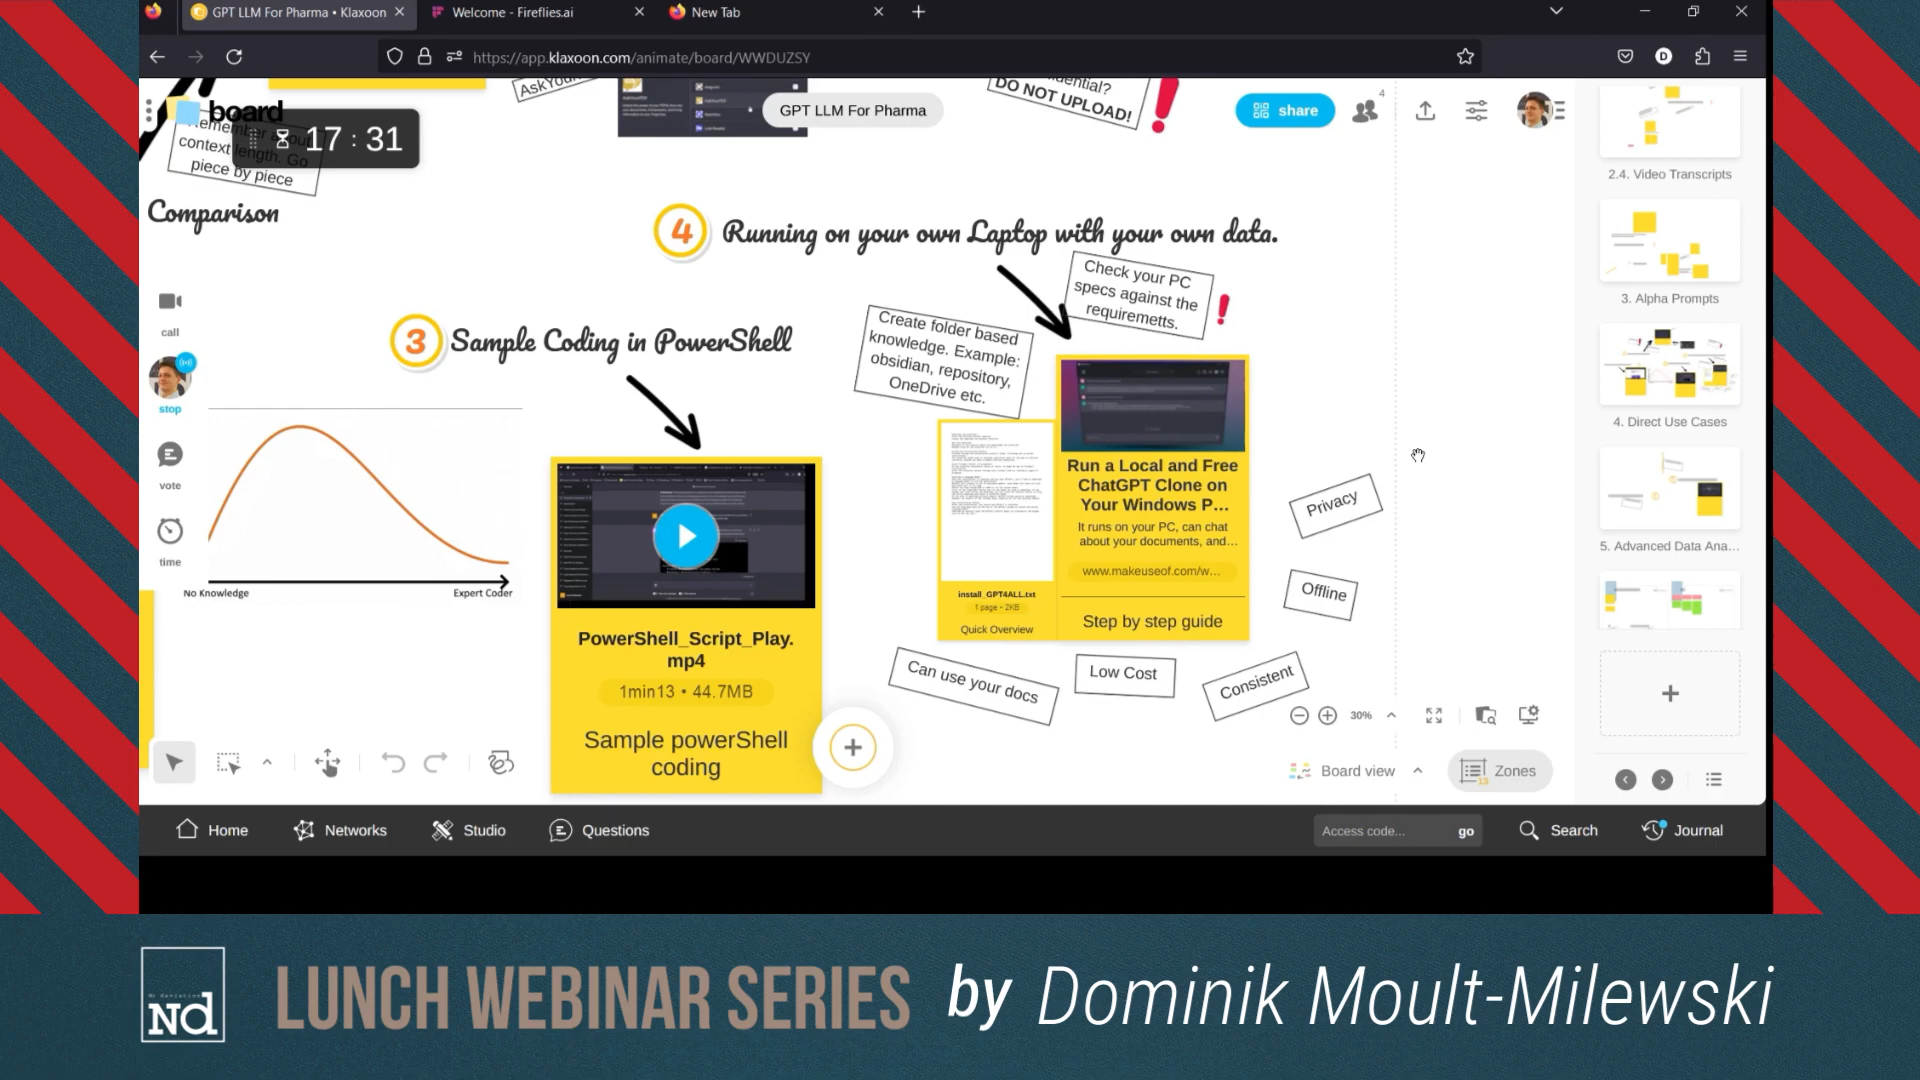 GPT LLM For Pharma • Klaxoon
Welcome - Fireflies.ai
New Tab
https://app.klaxoon.com/animate/board/WWDUZSY
board
17 : 31
context length. Go
piece by piece
GPT LLM For Pharma
DO NOT UPLOAD!
share
4
Comparison
4 Running on your own Laptop with your own data.
Check your PC
specs against the
requiremetts.
Create folder based
knowledge. Example:
obsidian, repository,
OneDrive etc.
3 Sample Coding in PowerShell
call
stop
vote
time
No Knowledge
Expert Coder
PowerShell_Script_Play.
mp4
1min13 • 44.7MB
Sample powerShell
coding
install_GPT4ALL.txt
1 page • 2KB
Quick Overview
Run a Local and Free
ChatGPT Clone on
Your Windows P...
It runs on your PC, can chat
about your documents, and...
www.makeuseof.com/w...
Step by step guide
Privacy
Offline
Can use your docs
Low Cost
Consistent
30%
Board view
13
Zones
2.4. Video Transcripts
3. Alpha Prompts
4. Direct Use Cases
5. Advanced Data Ana...
Home
Networks
Studio
Questions
Access code...
go
Search
Journal
Nd
LUNCH WEBINAR SERIES by Dominik Moult-Milewski